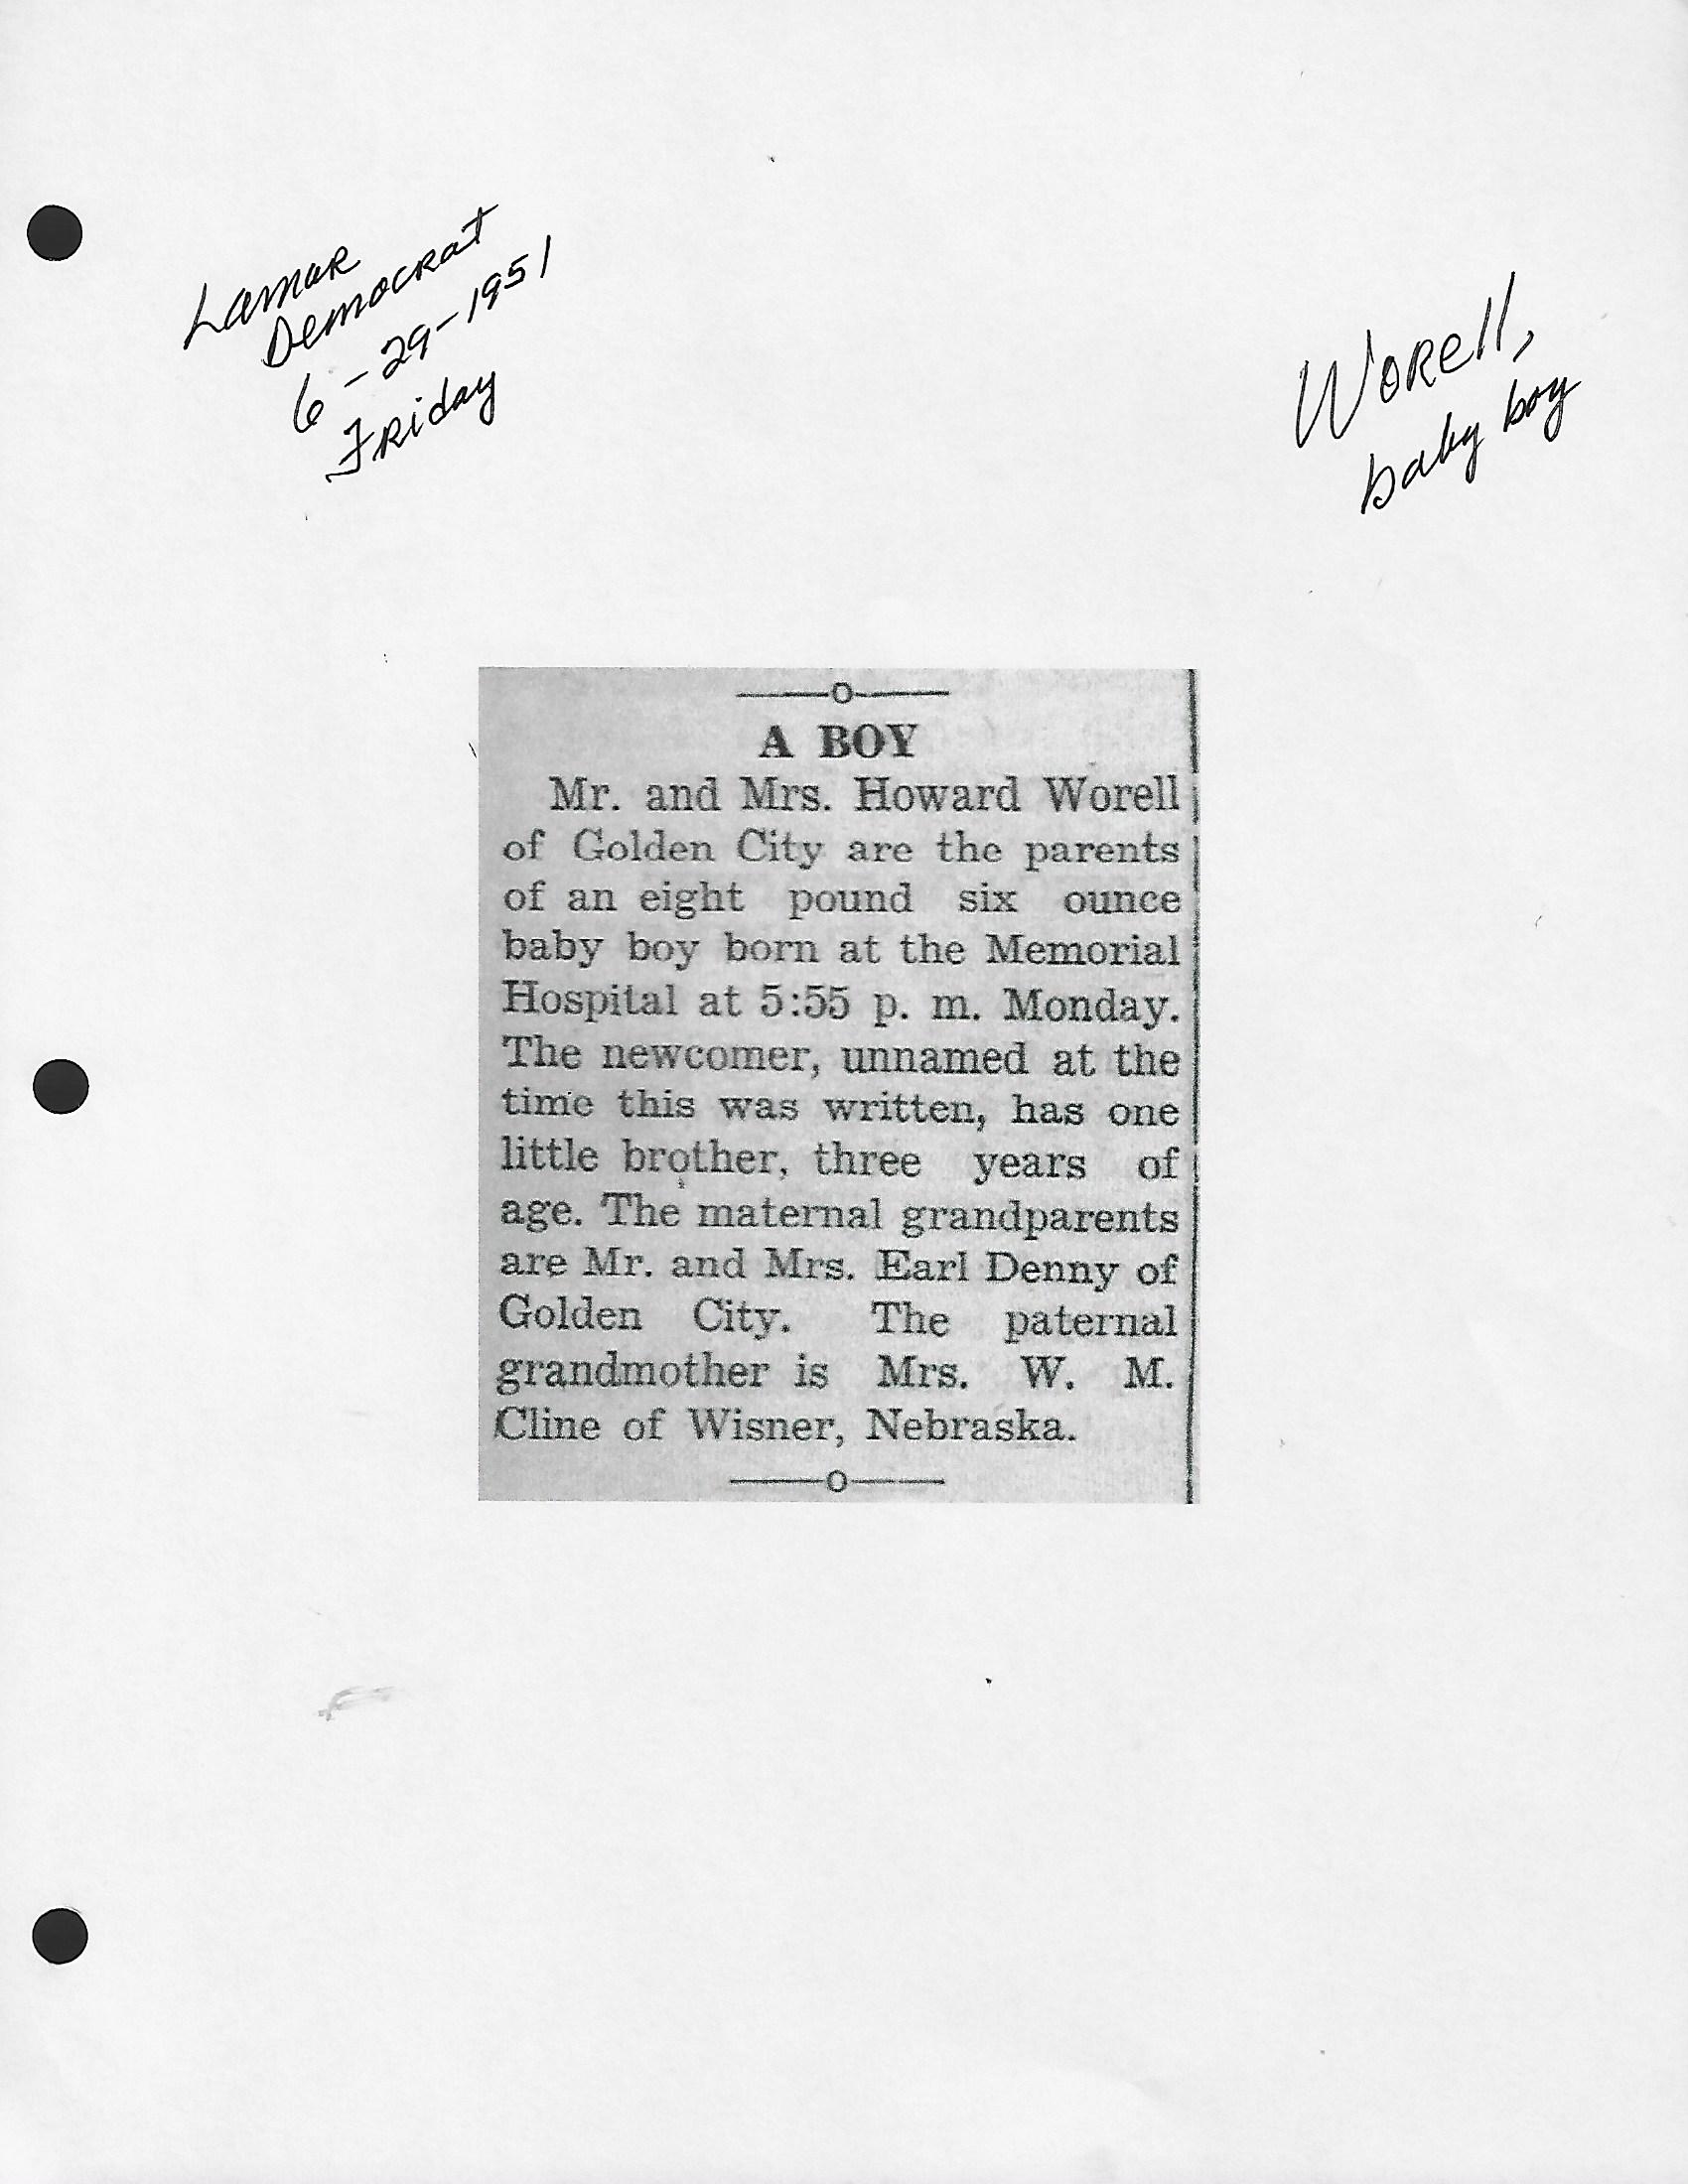 Lamar
Democrat
6-29-1951
Friday
Worell,
baby boy
A BOY
Mr. and Mrs. Howard Worell
of Golden City are the parents
of an eight pound six ounce
baby boy born at the Memorial
Hospital at 5:55 p. m. Monday.
The newcomer, unnamed at the
time this was written, has one
little brother, three years of
age. The maternal grandparents
are Mr. and Mrs. Earl Denny of
Golden City. The paternal
grandmother is Mrs. W. M.
Cline of Wisner, Nebraska.